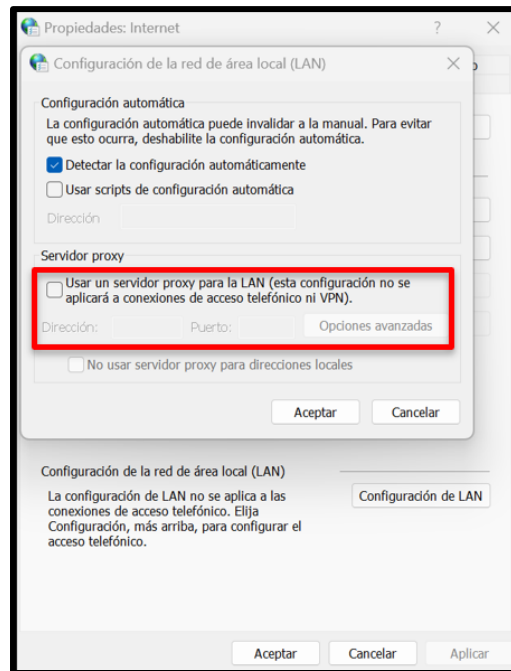 Propiedades: Internet
Configuración de la red de área local (LAN)
Configuración automática
La configuración automática puede invalidar a la manual. Para evitar
que esto ocurra, deshabilite la configuración automática.
Detectar la configuración automáticamente
Usar scripts de configuración automática
Dirección
Servidor proxy
Usar un servidor proxy para la LAN (esta configuración no se
aplicará a conexiones de acceso telefónico ni VPN).
Dirección: Puerto: Opciones avanzadas
No usar servidor proxy para direcciones locales
Aceptar Cancelar
Configuración de la red de área local (LAN)
La configuración de LAN no se aplica a las
conexiones de acceso telefónico. Elija
Configuración, más arriba, para configurar el
acceso telefónico.
Configuración de LAN
Aceptar Cancelar Aplicar